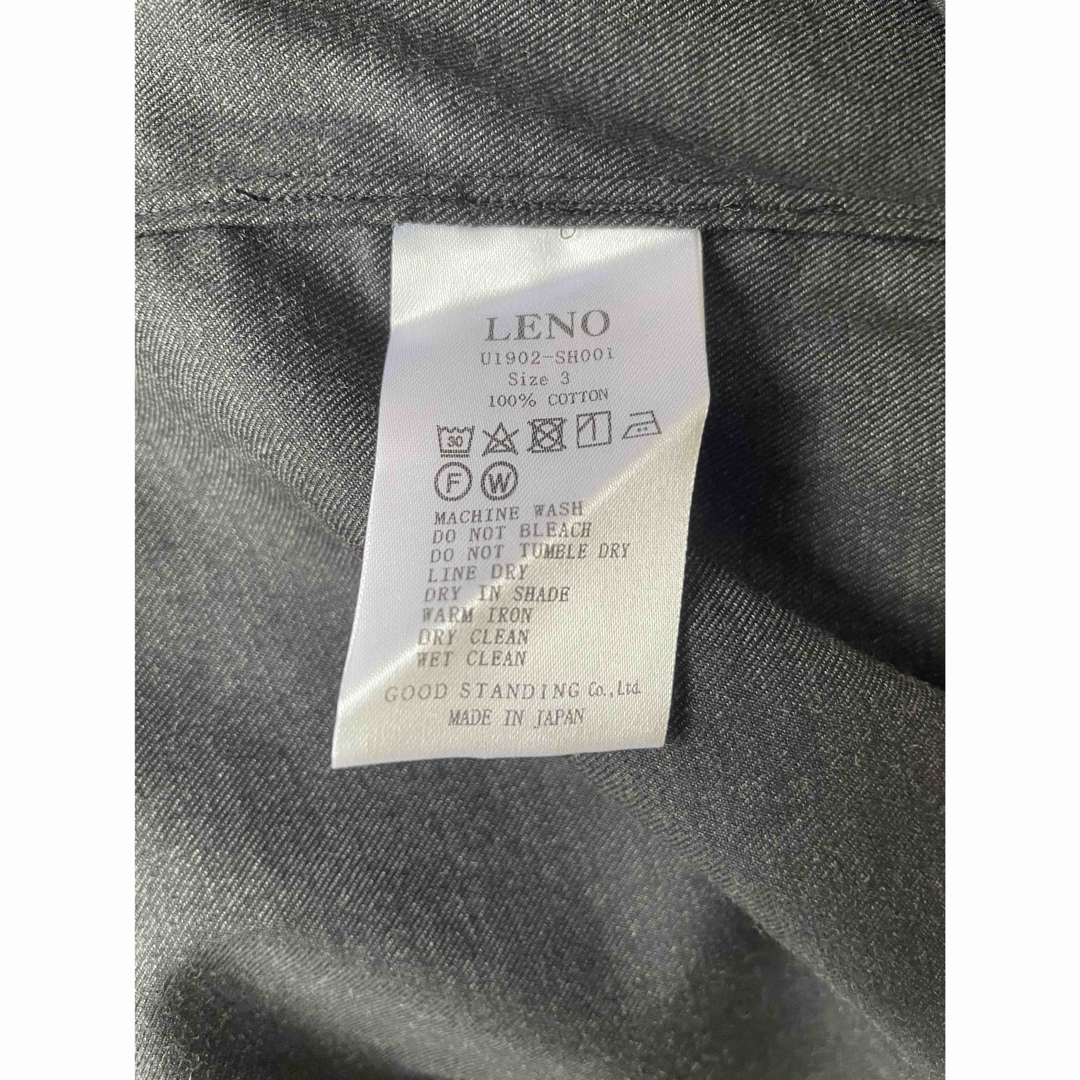 LENO
U1902-SH001
Size 3
100% COTTON
30
F W
MACHINE WASH
DO NOT BLEACH
DO NOT TUMBLE DRY
LINE DRY
DRY IN SHADE
WARM IRON
DRY CLEAN
WET CLEAN
GOOD STANDING Co., Ltd.
MADE IN JAPAN